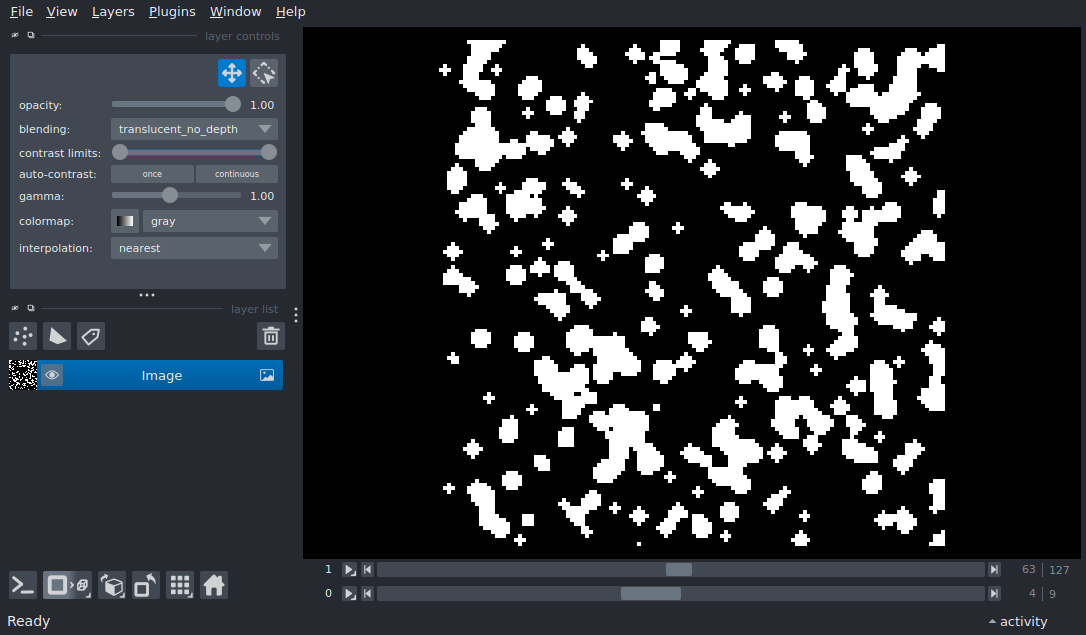 File View Layers Plugins Window Help
layer controls
opacity: 1.00
blending: translucent_no_depth
contrast limits:
auto-contrast: once continuous
gamma: 1.00
colormap: gray
interpolation: nearest
layer list
Image
1 63 127
0 4 9
Ready activity